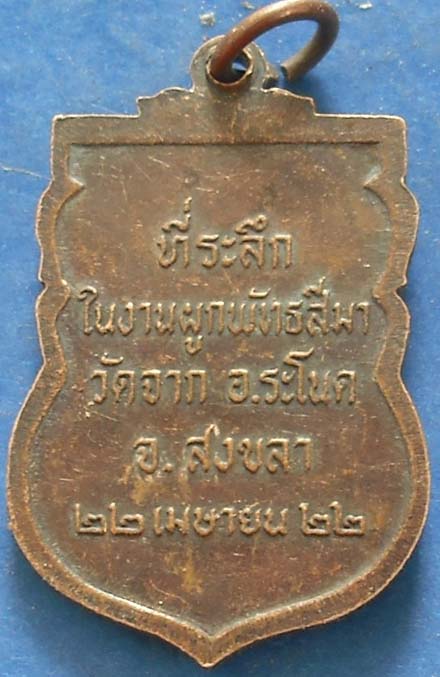 ที่ระลึก
ในงานผูกพัทธสีมา
วัดจาก อ.ระโนด
จ. สงขลา
๒๒ เมษายน ๒๒